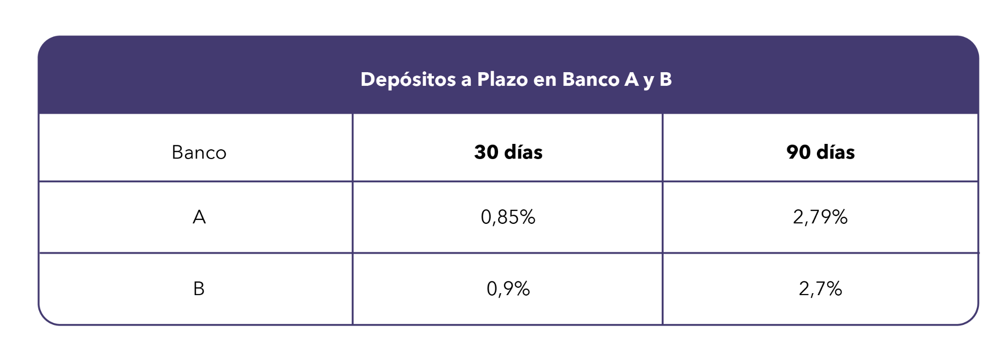 Depósitos a Plazo en Banco A y B
Banco 30 días 90 días
A 0,85% 2,79%
B 0,9% 2,7%